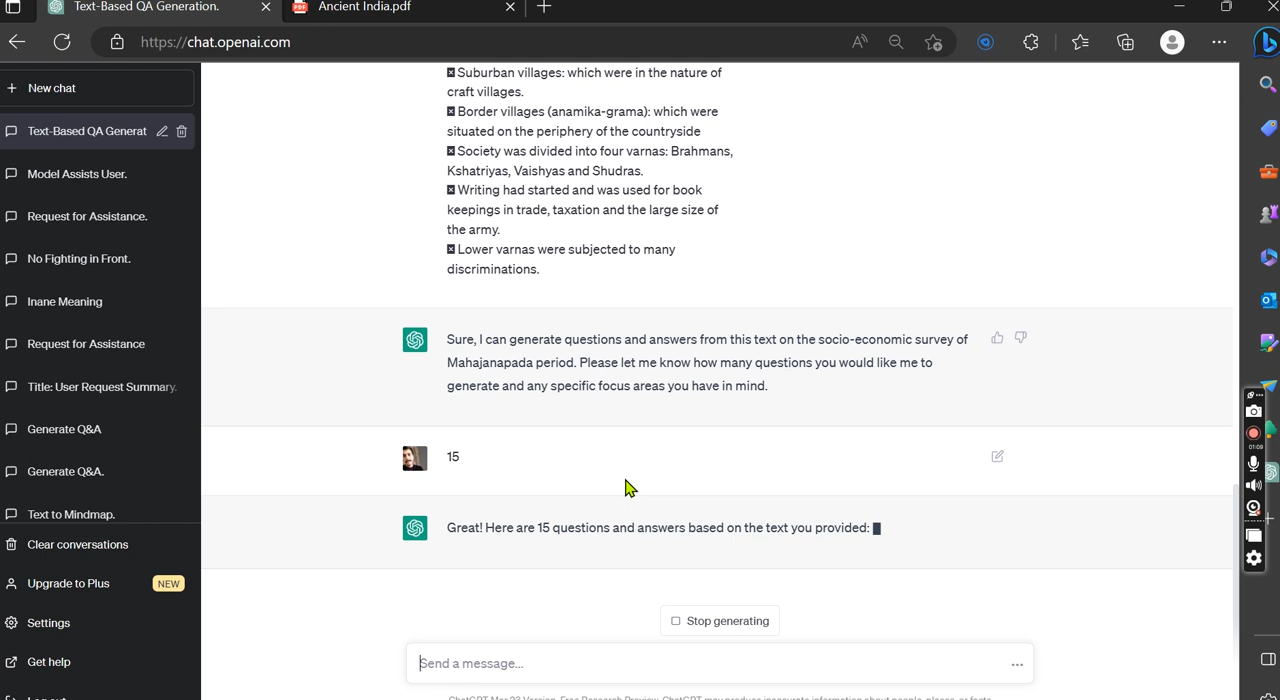 Text-Based QA Generation.
PDF
Ancient India.pdf
https://chat.openai.com
New chat
Text-Based QA Generat
Model Assists User.
Request for Assistance.
No Fighting in Front.
Inane Meaning
Request for Assistance
Title: User Request Summary.
Generate Q&A
Generate Q&A.
Text to Mindmap.
Clear conversations
Upgrade to Plus
NEW
Settings
Get help
Suburban villages: which were in the nature of
craft villages.
Border villages (anamika-grama): which were
situated on the periphery of the countryside
Society was divided into four varnas: Brahmans,
Kshatriyas, Vaishyas and Shudras.
Writing had started and was used for book
keepings in trade, taxation and the large size of
the army.
Lower varnas were subjected to many
discriminations.
Sure, I can generate questions and answers from this text on the socio-economic survey of
Mahajanapada period. Please let me know how many questions you would like me to
generate and any specific focus areas you have in mind.
15
Great! Here are 15 questions and answers based on the text you provided:
Stop generating
Send a message...
01:09